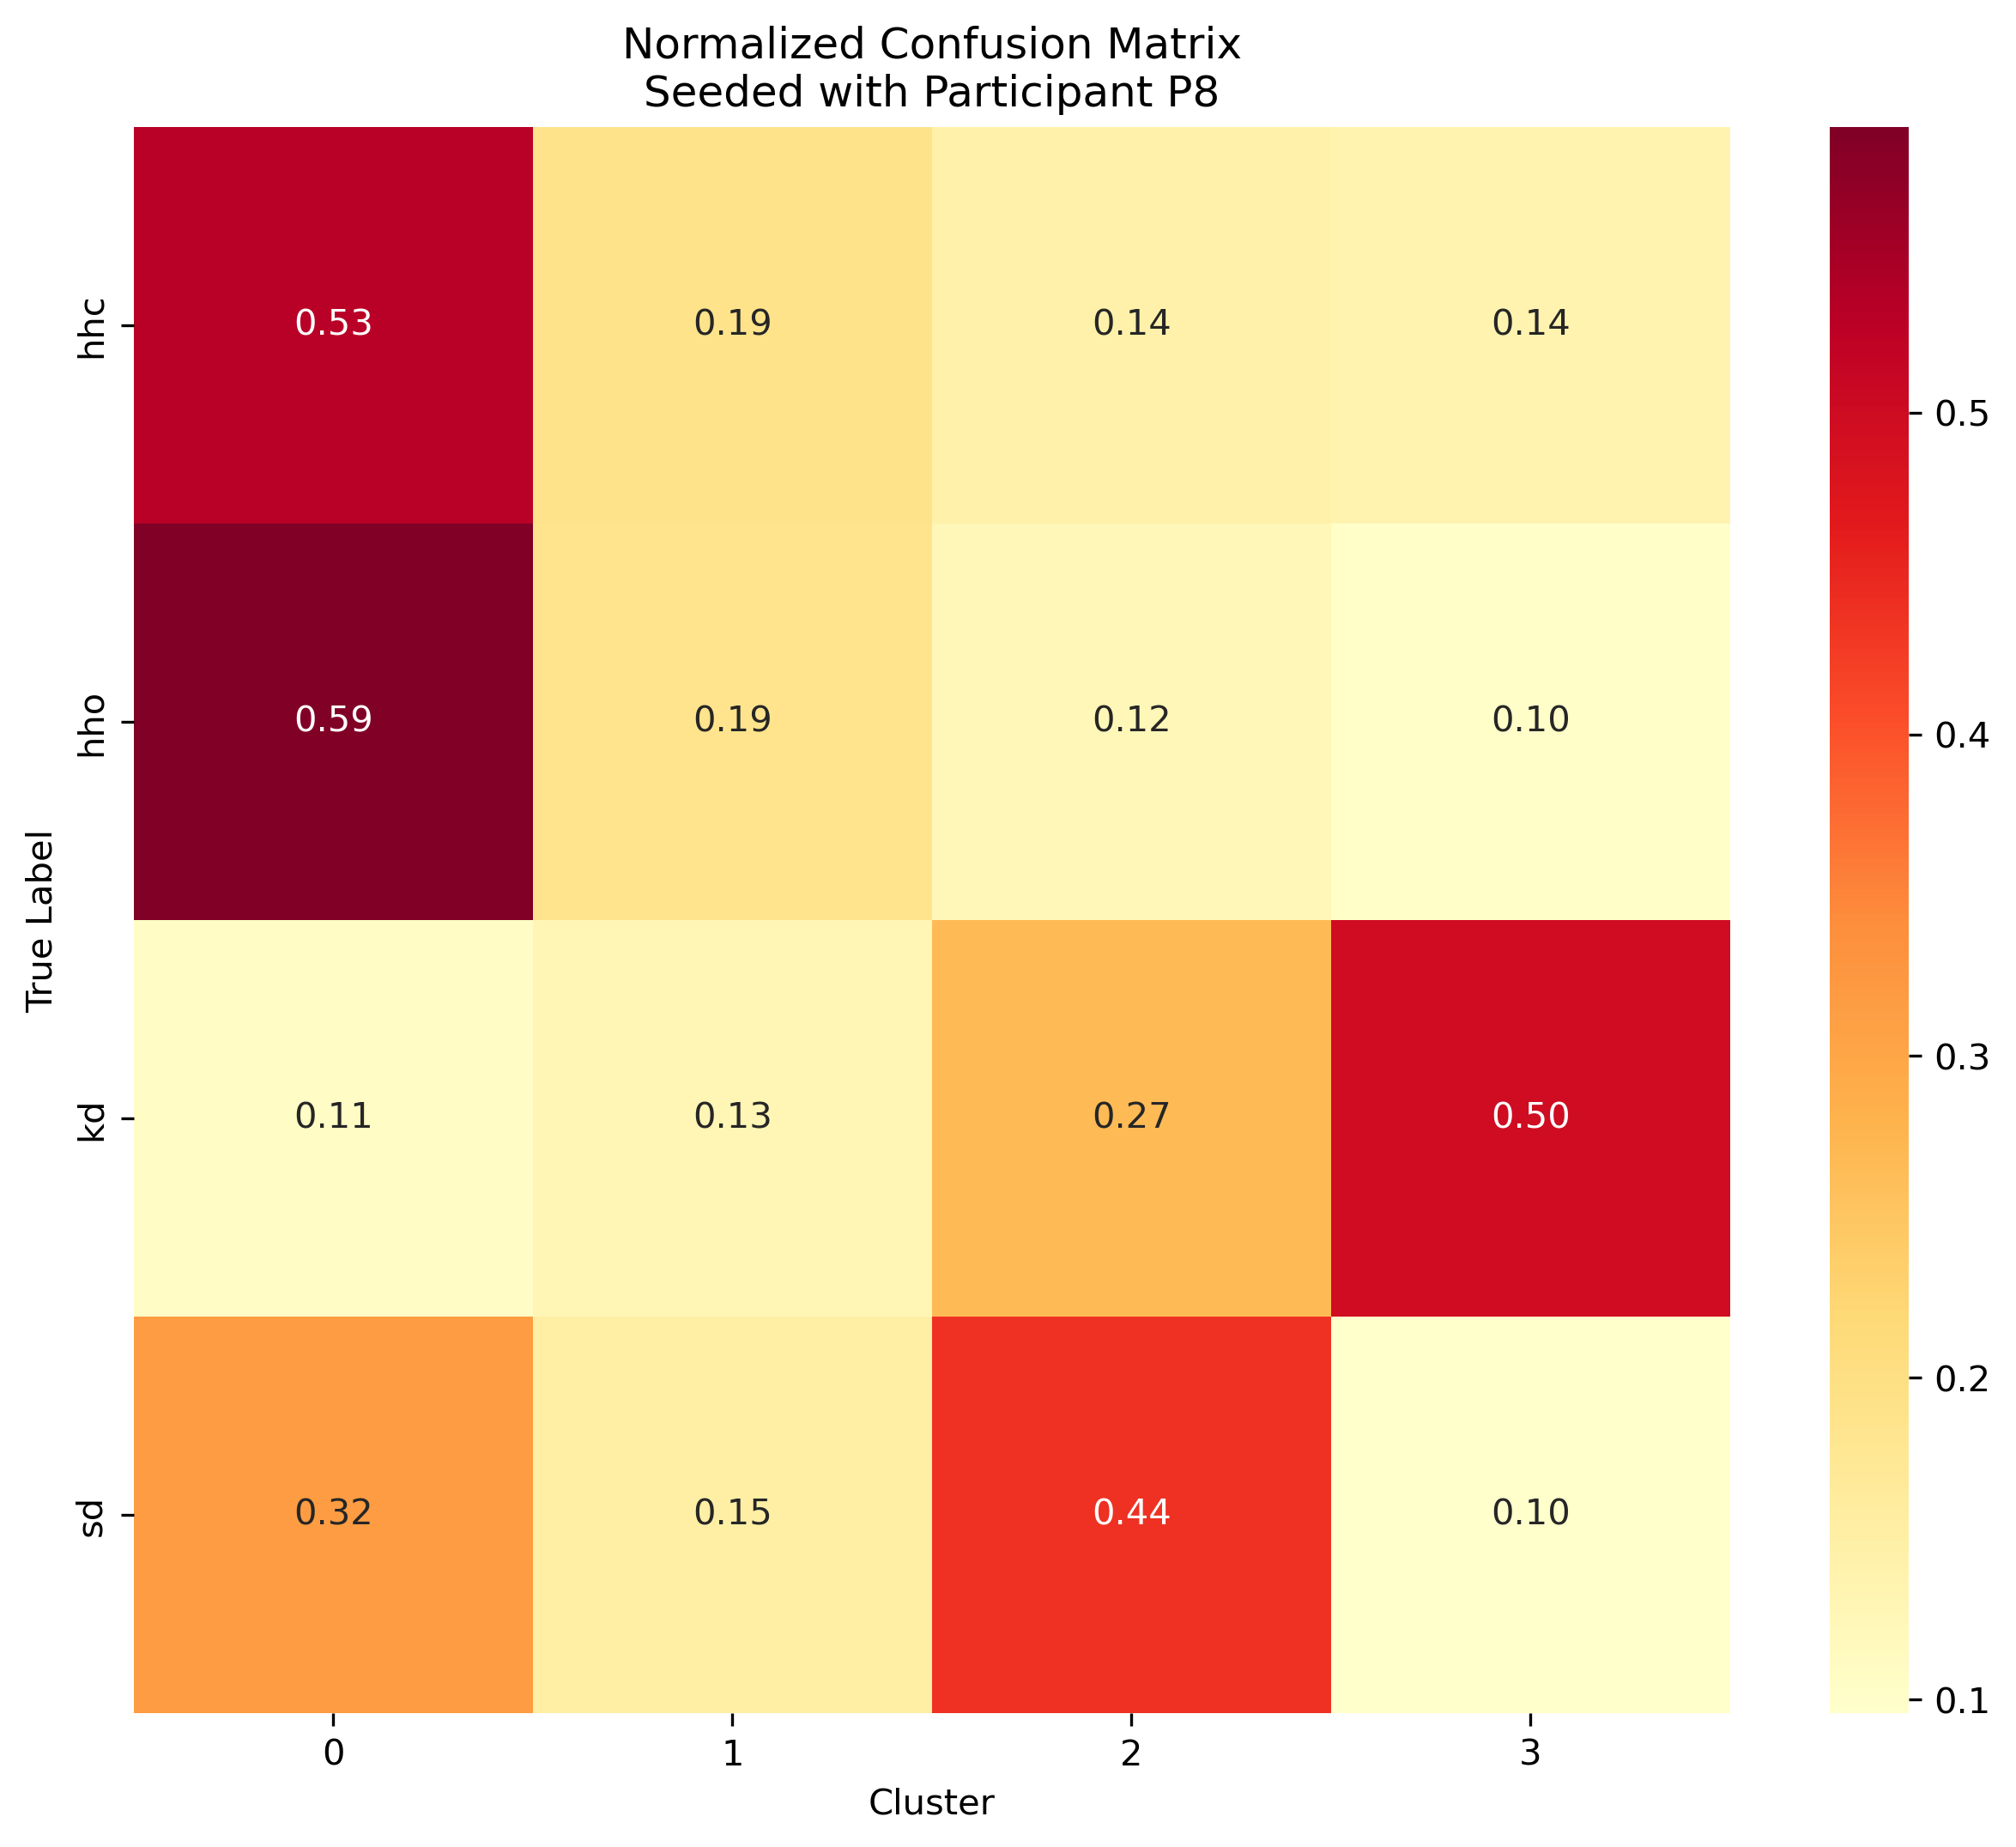 Normalized Confusion Matrix
Seeded with Participant P8
True Label
hhc
0.53 0.19 0.14 0.14
hho
0.59 0.19 0.12 0.10
kd
0.11 0.13 0.27 0.50
sd
0.32 0.15 0.44 0.10
0 1 2 3
Cluster
0.5
0.4
0.3
0.2
0.1